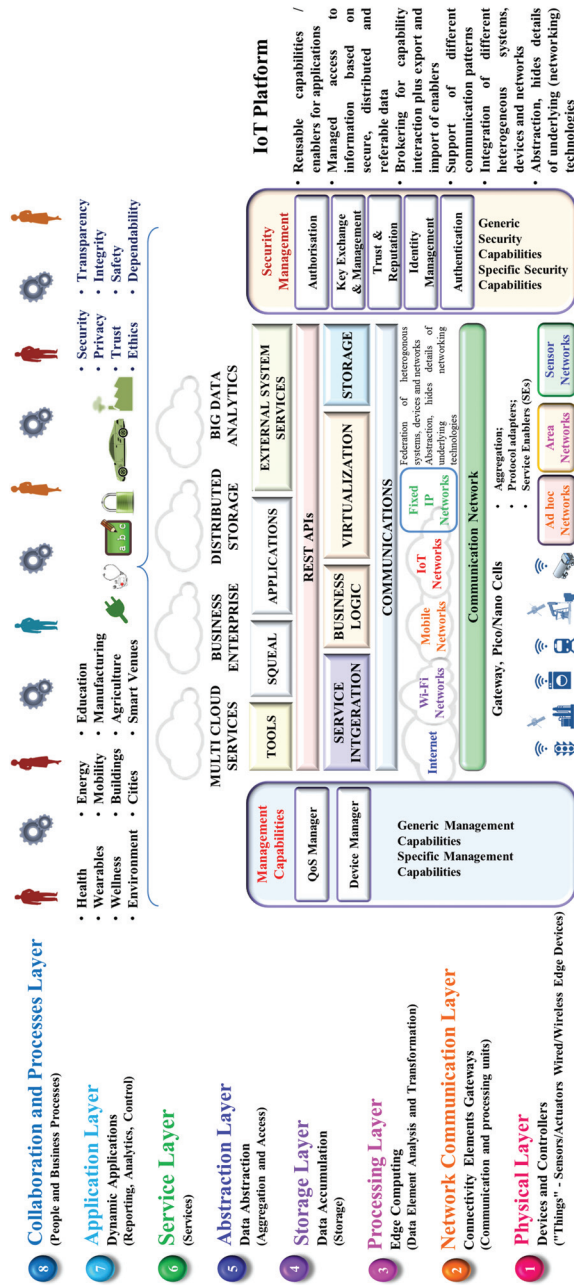 8 Collaboration and Processes Layer
(People and Business Processes)
7 Application Layer
Dynamic Applications
(Reporting, Analytics, Control)
6 Service Layer
(Services)
5 Abstraction Layer
Data Abstraction
(Aggregation and Access)
4 Storage Layer
Data Accumulation
(Storage)
3 Processing Layer
Edge Computing
(Data Element Analysis and Transformation)
2 Network Communication Layer
Connectivity Elements Gateways
(Communication and processing units)
1 Physical Layer
Devices and Controllers
("Things" - Sensors/Actuators Wired/Wireless Edge Devices)
• Health
• Wearables
• Wellness
• Environment
• Energy
• Mobility
• Buildings
• Cities
• Education
• Manufacturing
• Agriculture
• Smart Venues
a b c
• Security
• Privacy
• Trust
• Ethics
• Transparency
• Integrity
• Safety
• Dependability
MULTI CLOUD
SERVICES
BUSINESS
ENTERPRISE
DISTRIBUTED
STORAGE
BIG DATA
ANALYTICS
Management
Capabilities
QoS Manager
Device Manager
Generic Management
Capabilities
Specific Management
Capabilities
TOOLS
SQUEAL
APPLICATIONS
EXTERNAL SYSTEM
SERVICES
REST APIs
SERVICE
INTGERATION
BUSINESS
LOGIC
VIRTUALIZATION
STORAGE
COMMUNICATIONS
Internet
Wi-Fi
Networks
Mobile
Networks
IoT
Networks
Fixed
IP
Networks
Federation of heterogonous
systems, devices and networks
Abstraction, hides details of
underlying networking
technologies
Communication Network
Gateway, Pico/Nano Cells
• Aggregation;
• Protocol adapters;
• Service Enablers (SEs)
Ad hoc
Networks
Area
Networks
Sensor
Networks
Security
Management
Authorisation
Key Exchange
& Management
Trust &
Reputation
Identity
Management
Authentication
Generic
Security
Capabilities
Specific Security
Capabilities
IoT Platform
• Reusable capabilities /
enablers for applications
• Managed access to
information based on
secure, distributed and
referable data
• Brokering for capability
interaction plus export and
import of enablers
• Support of different
communication patterns
• Integration of different
heterogeneous systems,
devices and networks
• Abstraction, hides details
of underlying (networking)
technologies